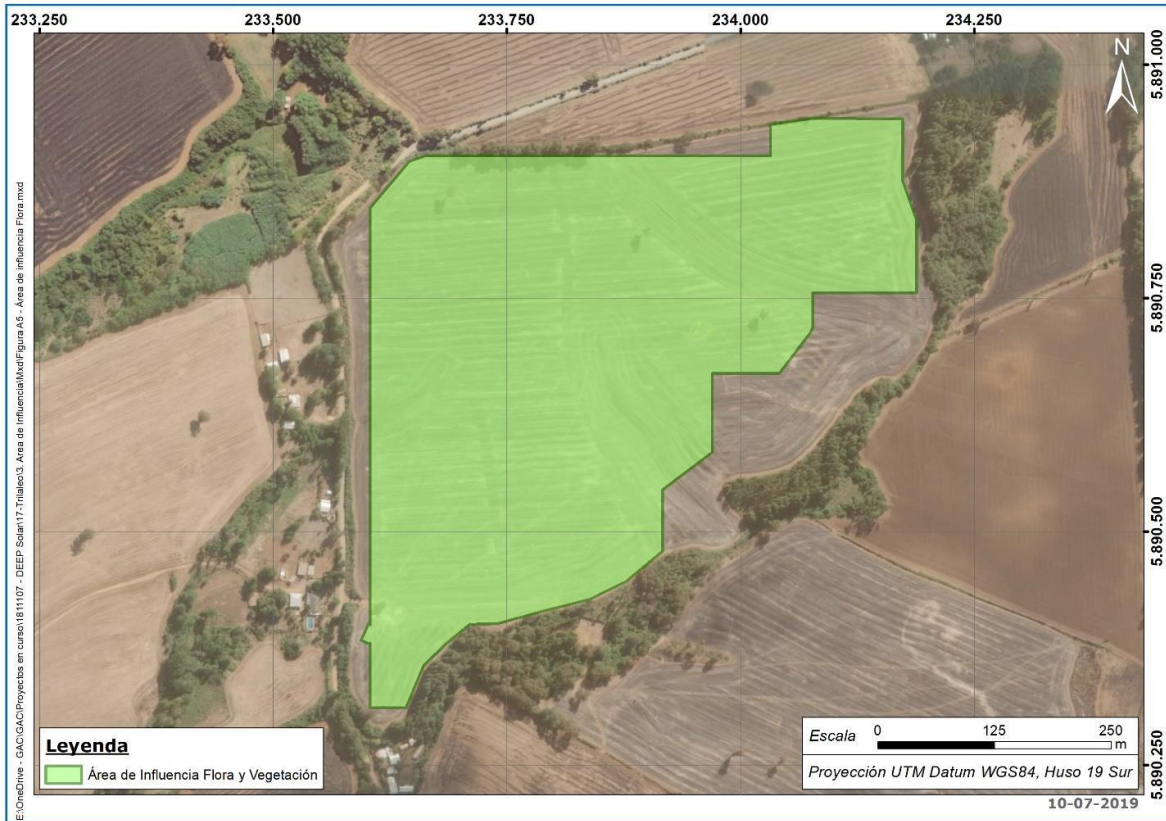 233.250 233.500 233.750 234.000 234.250
N
5.891.000
5.890.750
5.890.500
5.890.250
E:\OneDrive - GAC\GAC\Proyectos en curso\1811107 - DEEP Solar\17-Trilaleo\3. Area de Influencia\Mxd\Figura A5 - Área de influencia Flora.mxd
Leyenda
Área de Influencia Flora y Vegetación
Escala 0 125 250
m
Proyección UTM Datum WGS84, Huso 19 Sur
10-07-2019